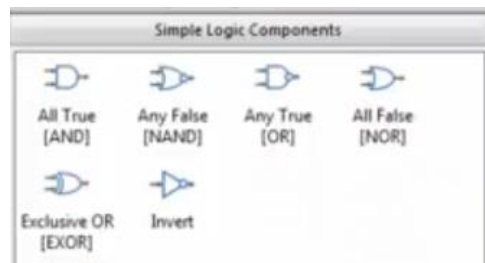 Simple Logic Components
All True Any False Any True All False
[AND] [NAND] [OR] [NOR]
Exclusive OR Invert
[EXOR]